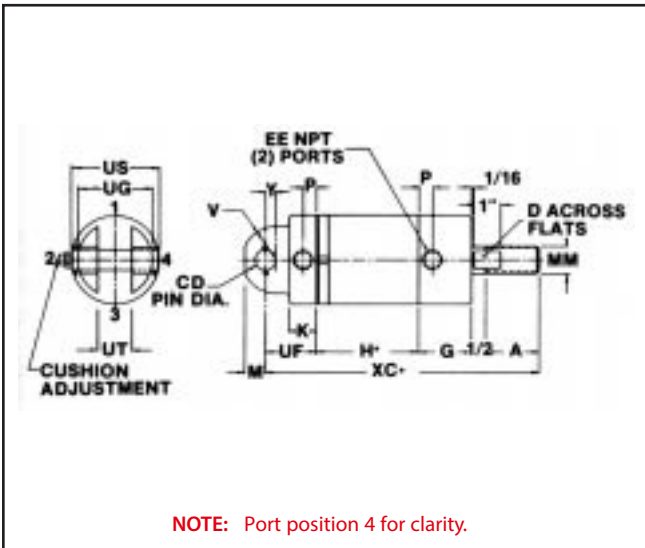 EE NPT
(2) PORTS
US
UG
1
4
3
UT
CUSHION
ADJUSTMENT
Y
P
P
1/16
1"
D ACROSS
FLATS
V
MM
CD
PIN DIA.
K
UF
H+
G
1/2
A
M
XC+
NOTE: Port position 4 for clarity.